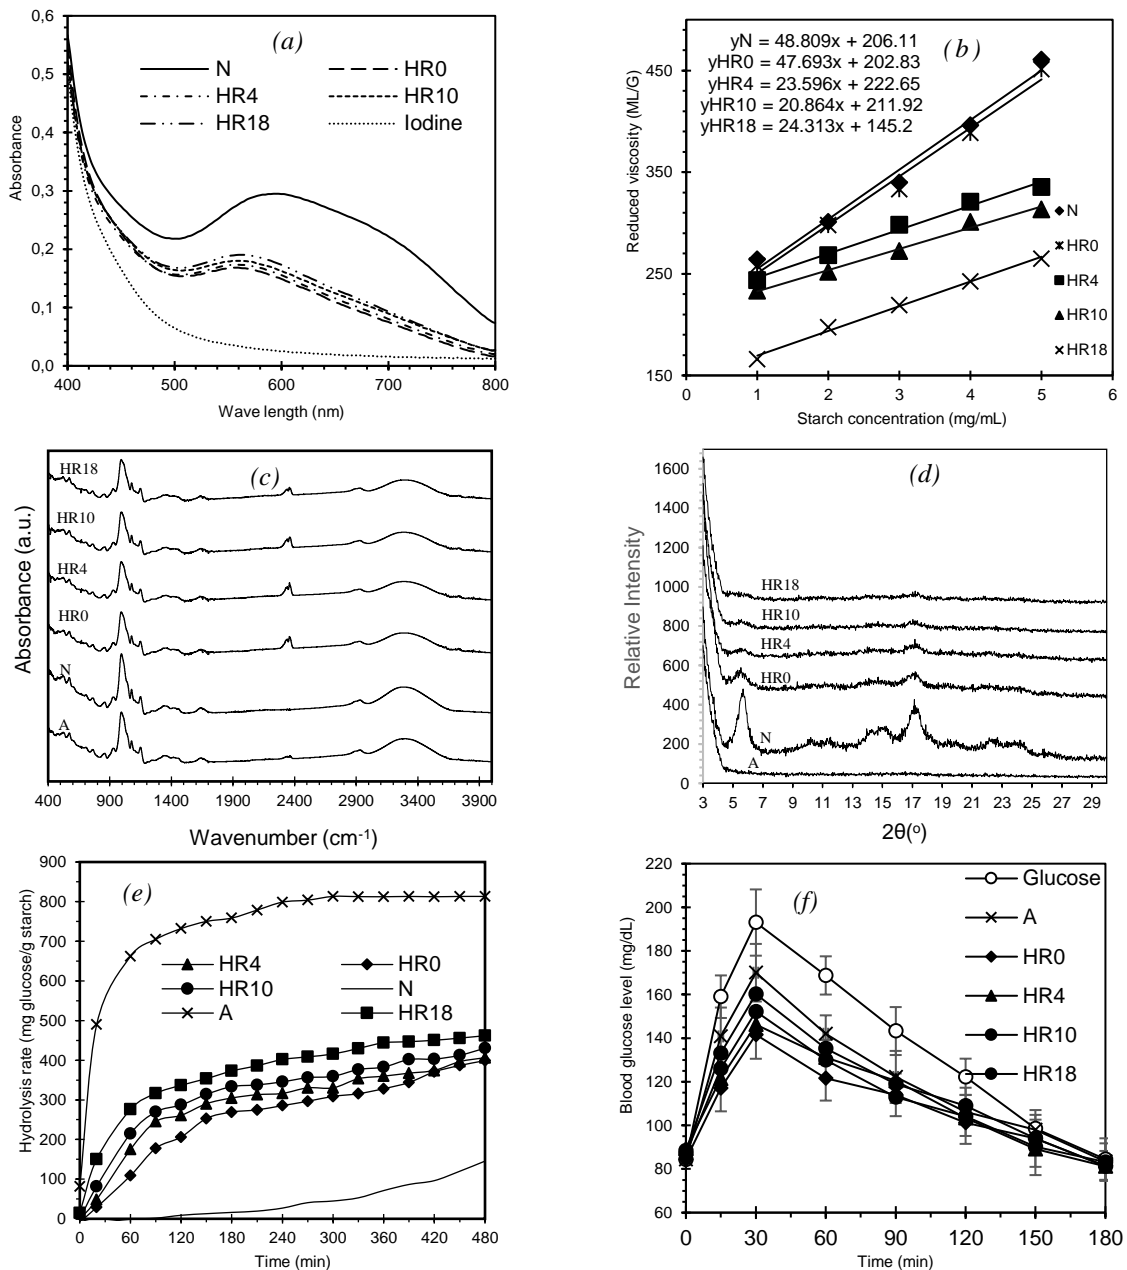 0,6
0,5
0,4
0,3
0,2
0,1
0,0
400
500
600
700
800
Absorbance
Wave length (nm)
(a)
N
HR0
HR4
HR10
HR18
Iodine
yN = 48.809x + 206.11
yHR0 = 47.693x + 202.83
yHR4 = 23.596x + 222.65
yHR10 = 20.864x + 211.92
yHR18 = 24.313x + 145.2
(b)
450
350
250
150
0
1
2
3
4
5
6
Reduced viscosity (ML/G)
Starch concentration (mg/mL)
N
HR0
HR4
HR10
HR18
(c)
HR18
HR10
HR4
HR0
N
A
Absorbance (a.u.)
400
900
1400
1900
2400
2900
3400
3900
Wavenumber (cm-1)
(d)
1600
1400
1200
1000
800
600
400
200
0
Relative Intensity
HR18
HR10
HR4
HR0
N
A
3
5
7
9
11
13
15
17
19
21
23
25
27
29
2θ(o)
900
800
700
600
500
400
300
200
100
0
Hydrolysis rate (mg glucose/g starch)
(e)
HR4
HR0
HR10
N
A
HR18
0
60
120
180
240
300
360
420
480
Time (min)
220
200
180
160
140
120
100
80
60
Blood glucose level (mg/dL)
(f)
Glucose
A
HR0
HR4
HR10
HR18
0
30
60
90
120
150
180
Time (min)